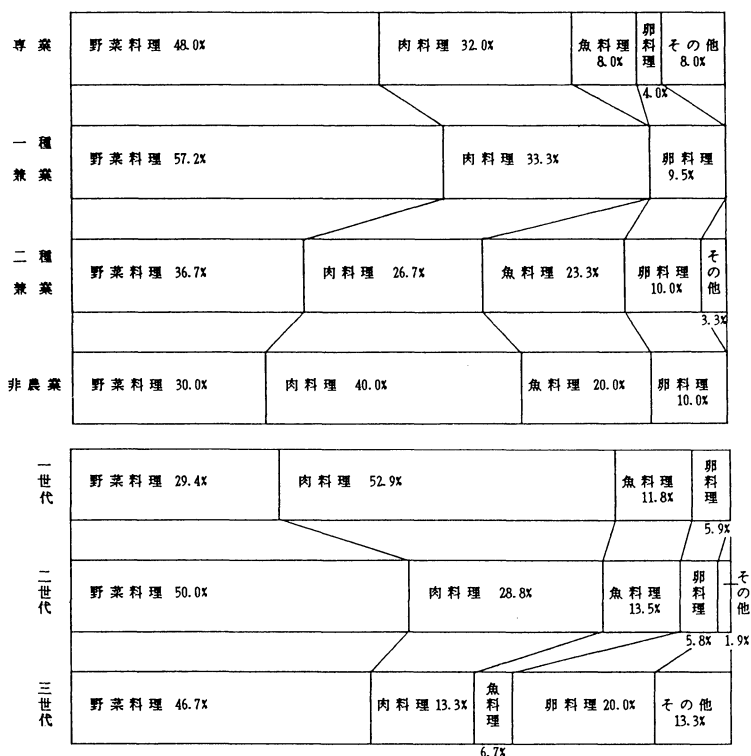 専業 野菜料理 48.0% 肉料理 32.0% 魚料理 8.0% 卵料理 4.0% その他 8.0%
一種兼業 野菜料理 57.2% 肉料理 33.3% 卵料理 9.5%
二種兼業 野菜料理 36.7% 肉料理 26.7% 魚料理 23.3% 卵料理 10.0% その他 3.3%
非農業 野菜料理 30.0% 肉料理 40.0% 魚料理 20.0% 卵料理 10.0%
一世代 野菜料理 29.4% 肉料理 52.9% 魚料理 11.8% 卵料理 5.9%
二世代 野菜料理 50.0% 肉料理 28.8% 魚料理 13.5% 卵料理 5.8% その他 1.9%
三世代 野菜料理 46.7% 肉料理 13.3% 魚料理 6.7% 卵料理 20.0% その他 13.3%